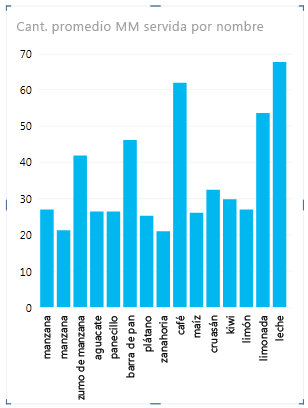 Cant. promedio MM servida por nombre
70
60
50
40
30
20
10
0
manzana
manzana
zumo de manzana
aguacate
panecillo
barra de pan
plátano
zanahoria
café
maíz
cruasán
kiwi
limón
limonada
leche